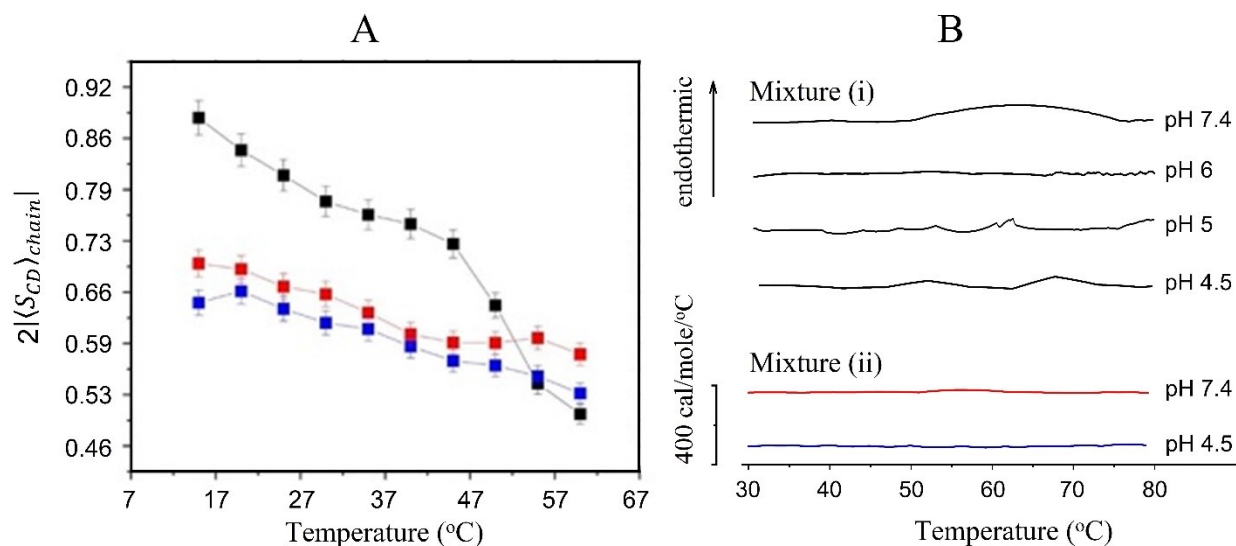 A
2|⟨S_CD⟩_chain|
0.92
0.86
0.79
0.73
0.66
0.59
0.53
0.46
7
17
27
37
47
57
67
Temperature (°C)
B
endothermic
400 cal/mole/°C
Mixture (i)
pH 7.4
pH 6
pH 5
pH 4.5
Mixture (ii)
pH 7.4
pH 4.5
30
40
50
60
70
80
Temperature (°C)